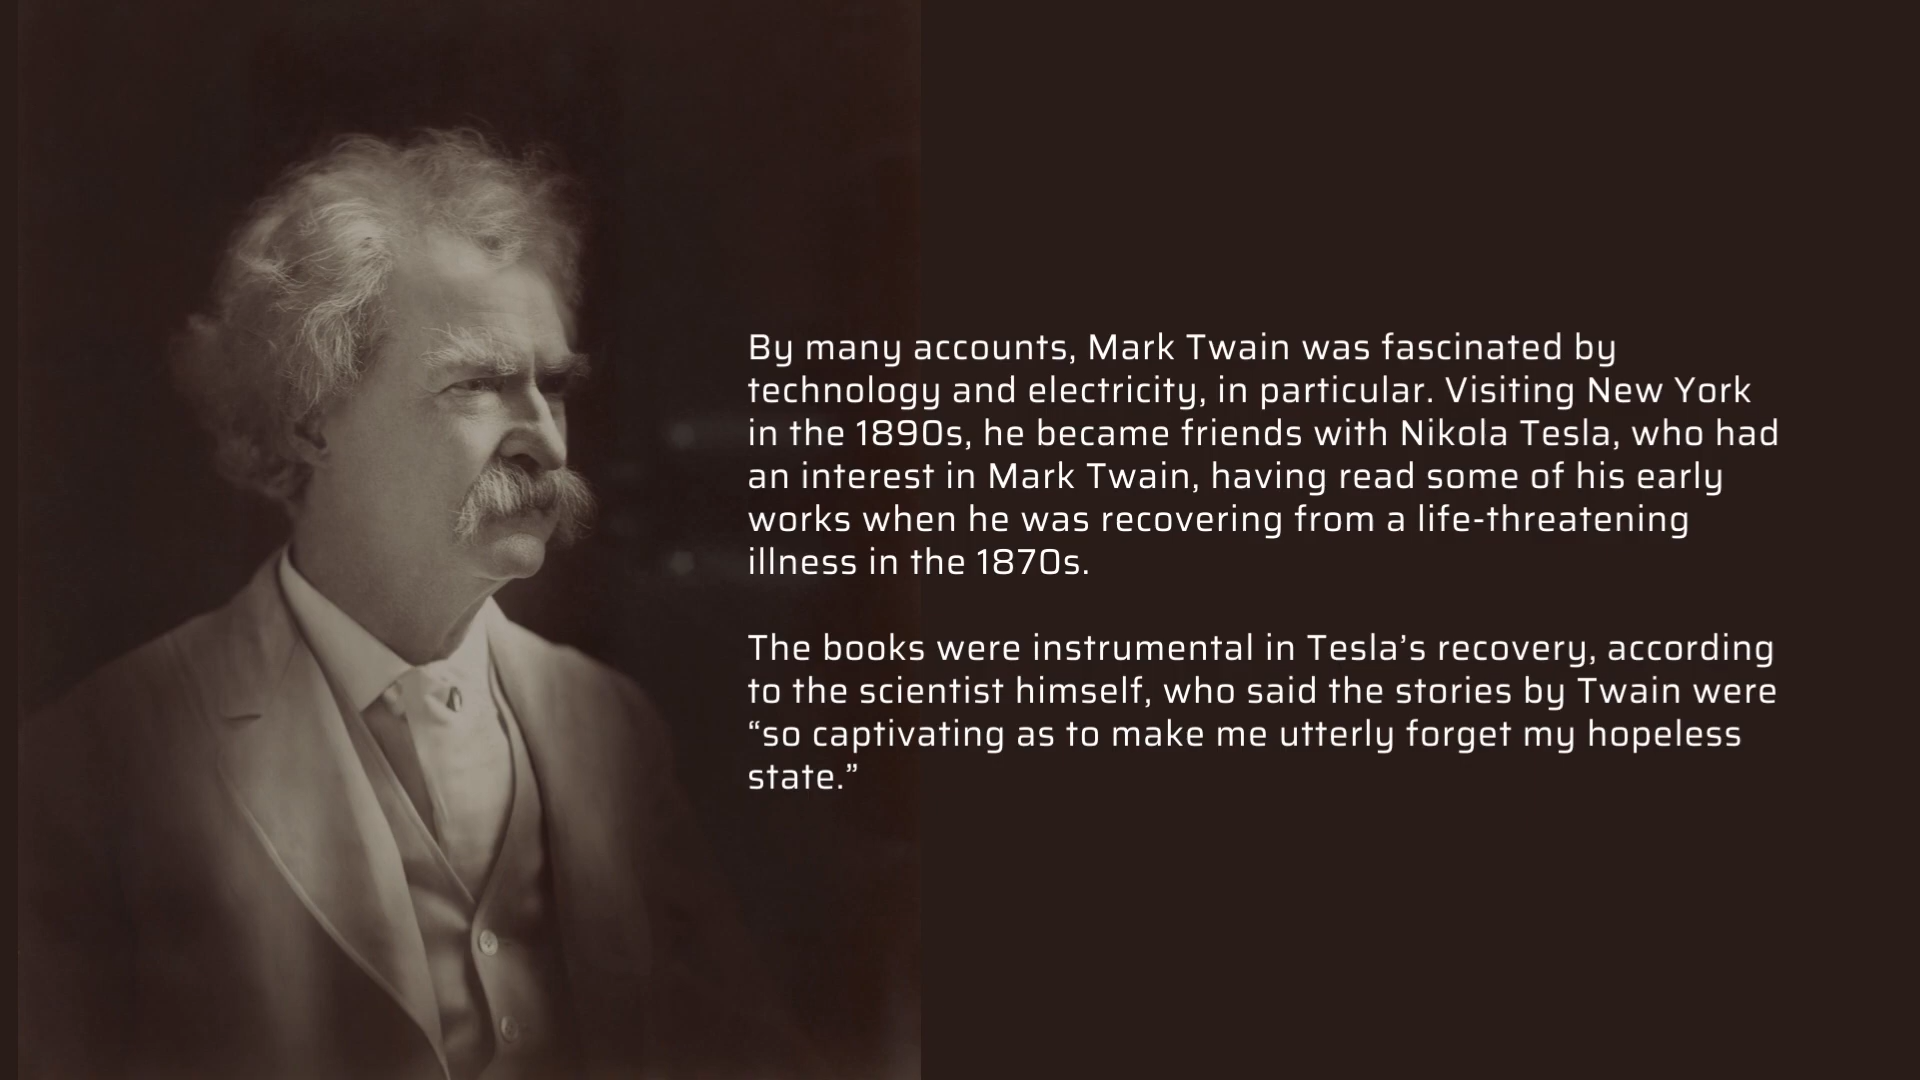 By many accounts, Mark Twain was fascinated by
technology and electricity, in particular. Visiting New York
in the 1890s, he became friends with Nikola Tesla, who had
an interest in Mark Twain, having read some of his early
works when he was recovering from a life-threatening
illness in the 1870s.
The books were instrumental in Tesla’s recovery, according
to the scientist himself, who said the stories by Twain were
“so captivating as to make me utterly forget my hopeless
state.”